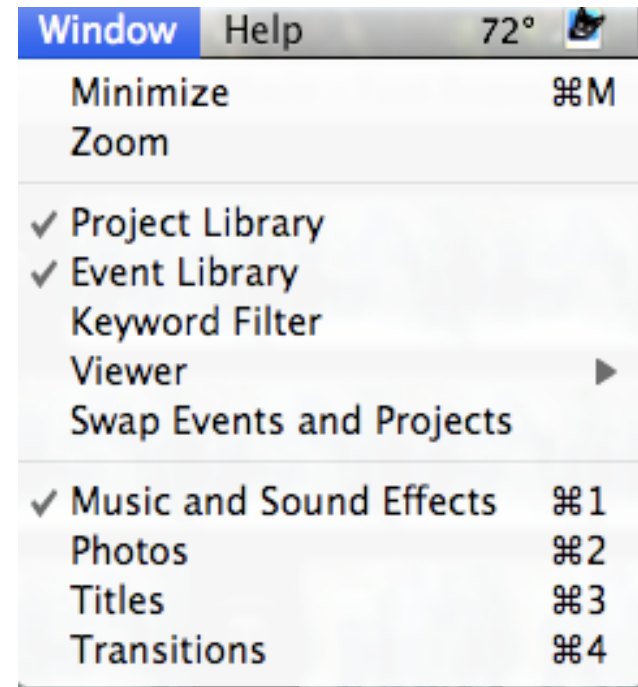 Window Help 72°
Minimize ⌘M
Zoom
✓ Project Library
✓ Event Library
Keyword Filter
Viewer ▶
Swap Events and Projects
✓ Music and Sound Effects ⌘1
Photos ⌘2
Titles ⌘3
Transitions ⌘4